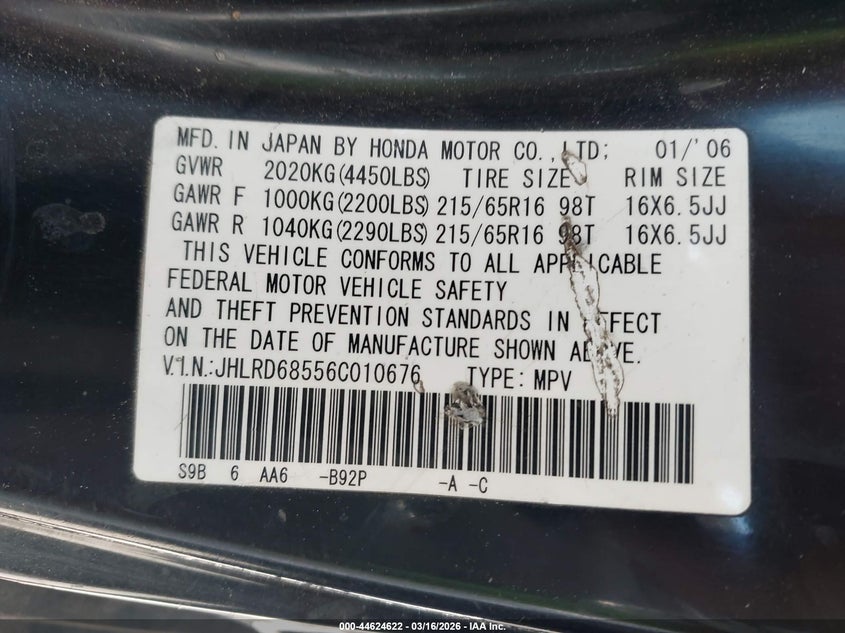 MFD. IN JAPAN BY HONDA MOTOR CO., LTD; 01/'06
GVWR 2020KG(4450LBS) TIRE SIZE RIM SIZE
GAWR F 1000KG(2200LBS) 215/65R16 98T 16X6.5JJ
GAWR R 1040KG(2290LBS) 215/65R16 98T 16X6.5JJ
THIS VEHICLE CONFORMS TO ALL APPLICABLE
FEDERAL MOTOR VEHICLE SAFETY
AND THEFT PREVENTION STANDARDS IN EFFECT
ON THE DATE OF MANUFACTURE SHOWN ABOVE.
V.I.N.:JHLRD68556C010676 TYPE: MPV
S9B 6 AA6 -B92P -A -C
000-44624622 - 03/16/2026 - IAA Inc.